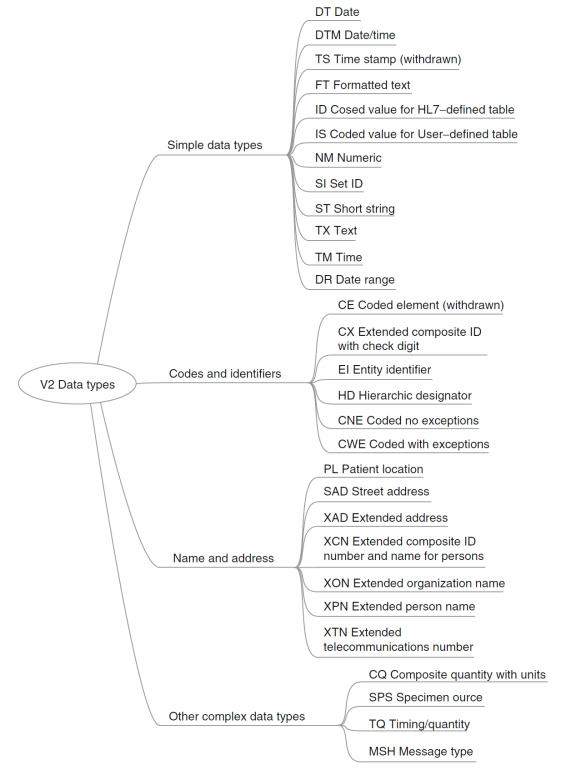 DT Date
DTM Date/time
TS Time stamp (withdrawn)
FT Formatted text
ID Cosed value for HL7–defined table
IS Coded value for User–defined table
Simple data types
NM Numeric
SI Set ID
ST Short string
TX Text
TM Time
DR Date range
CE Coded element (withdrawn)
CX Extended composite ID
with check digit
Codes and identifiers
EI Entity identifier
V2 Data types
HD Hierarchic designator
CNE Coded no exceptions
CWE Coded with exceptions
PL Patient location
SAD Street address
XAD Extended address
XCN Extended composite ID
number and name for persons
Name and address
XON Extended organization name
XPN Extended person name
XTN Extended
telecommunications number
CQ Composite quantity with units
SPS Specimen ource
Other complex data types
TQ Timing/quantity
MSH Message type